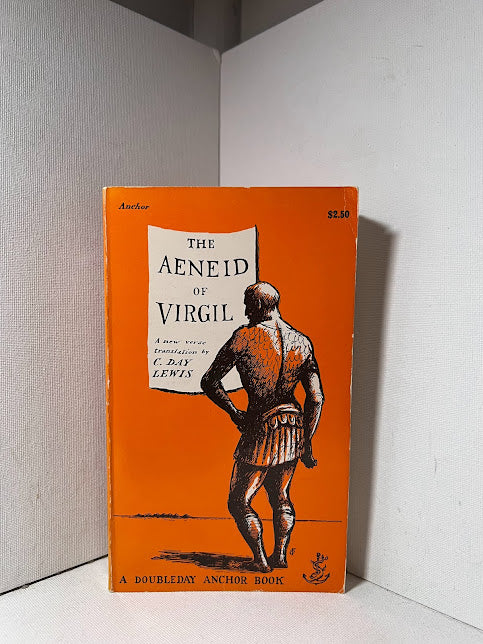 Anchor
$2.50
THE
AENEID
OF
VIRGIL
A new verse
translation by
C. DAY
LEWIS
A DOUBLEDAY ANCHOR BOOK